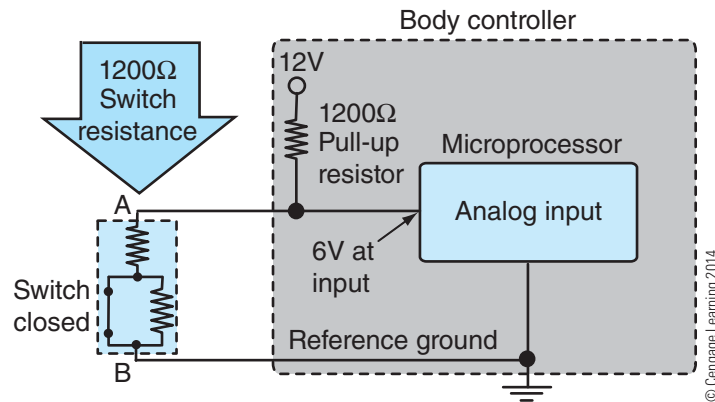 Body controller
1200Ω
Switch
resistance
12V
1200Ω
Pull-up
resistor
Microprocessor
Analog input
A
6V at
input
Switch
closed
Reference ground
B
© Cengage Learning 2014